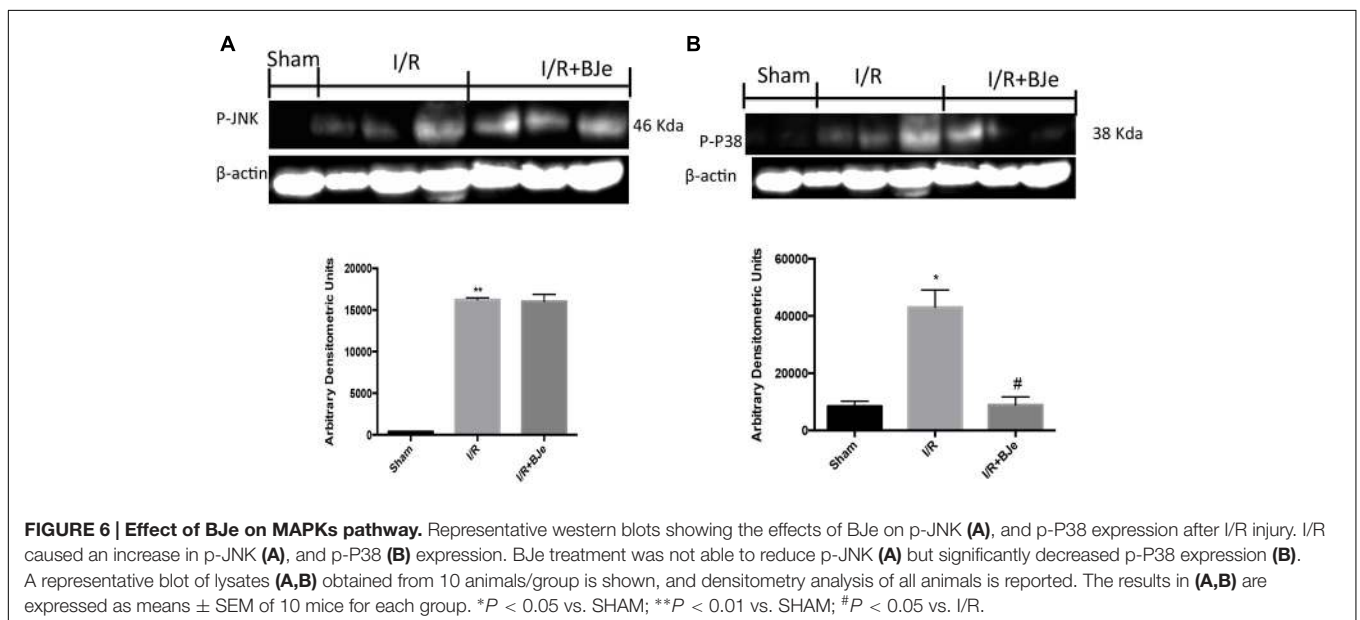 A
B
Sham I/R I/R+BJe
Sham I/R I/R+BJe
P-JNK 46 Kda
P-P38 38 Kda
β-actin
β-actin
Arbitrary Densitometric Units
20000
15000
10000
5000
0
Sham I/R I/R+BJe
**
Arbitrary Densitometric Units
60000
40000
20000
0
Sham I/R I/R+BJe
*
#
FIGURE 6 | Effect of BJe on MAPKs pathway. Representative western blots showing the effects of BJe on p-JNK (A), and p-P38 expression after I/R injury. I/R
caused an increase in p-JNK (A), and p-P38 (B) expression. BJe treatment was not able to reduce p-JNK (A) but significantly decreased p-P38 expression (B).
A representative blot of lysates (A,B) obtained from 10 animals/group is shown, and densitometry analysis of all animals is reported. The results in (A,B) are
expressed as means ± SEM of 10 mice for each group. *P < 0.05 vs. SHAM; **P < 0.01 vs. SHAM; #P < 0.05 vs. I/R.